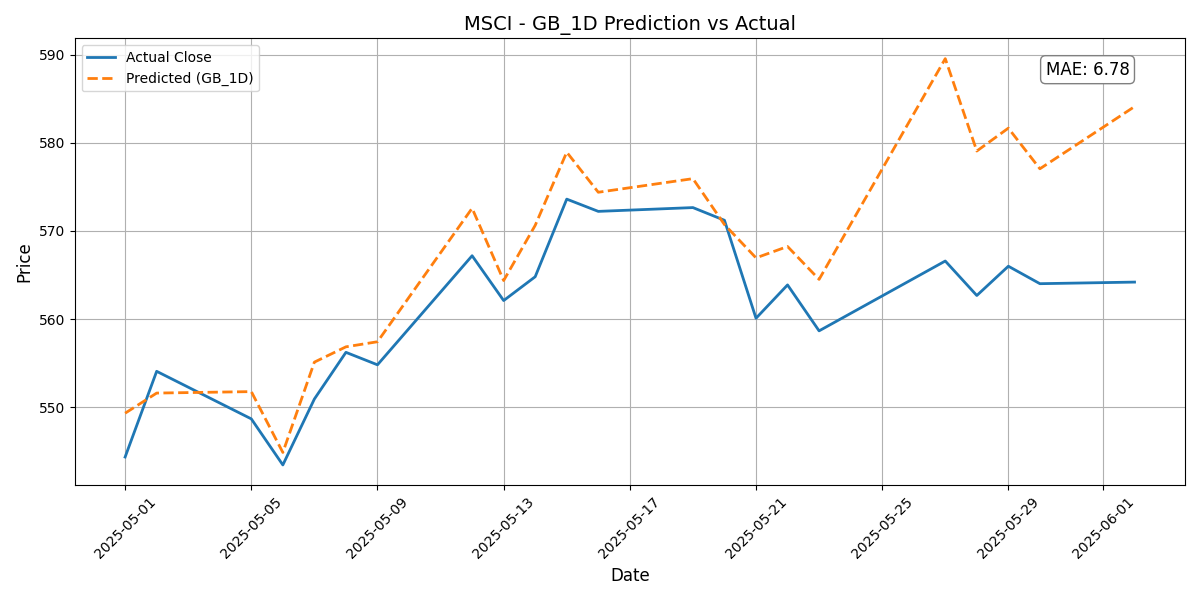 MSCI - GB_1D Prediction vs Actual
Actual Close
Predicted (GB_1D)
MAE: 6.78
Price
590
580
570
560
550
2025-05-01
2025-05-05
2025-05-09
2025-05-13
2025-05-17
2025-05-21
2025-05-25
2025-05-29
2025-06-01
Date